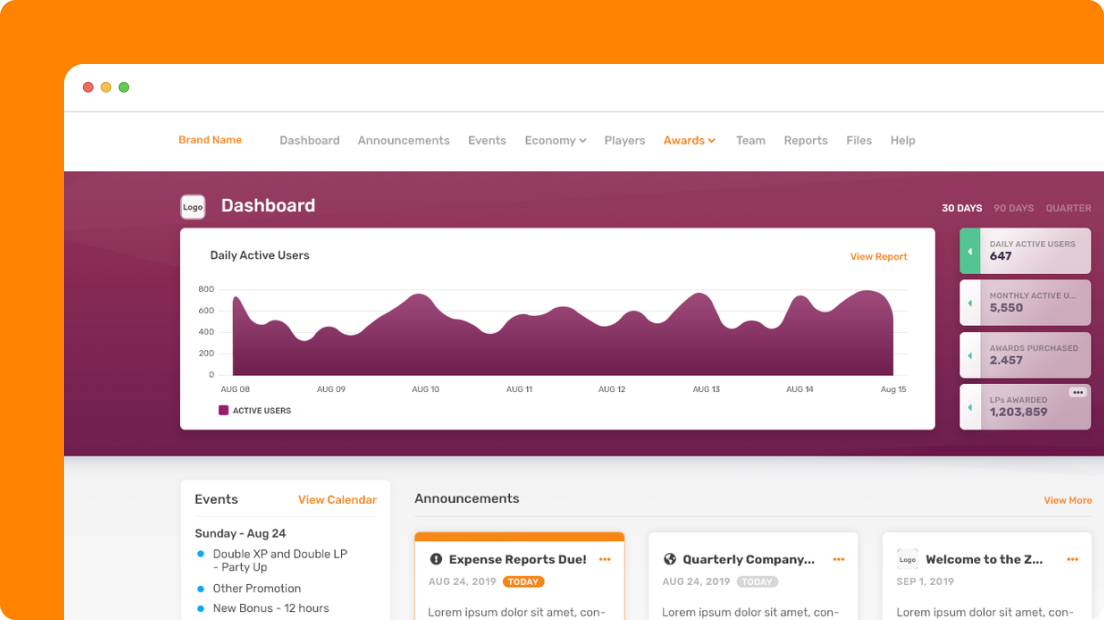 Brand Name Dashboard Announcements Events Economy Players Awards Team Reports Files Help
Logo Dashboard
30 DAYS 90 DAYS QUARTER
Daily Active Users
View Report
800
600
400
200
0
AUG 08 AUG 09 AUG 10 AUG 11 AUG 12 AUG 13 AUG 14 Aug 15
ACTIVE USERS
DAILY ACTIVE USERS
647
MONTHLY ACTIVE U...
5,550
AWARDS PURCHASED
2.457
LPs AWARDED
1,203,859
Events View Calendar
Sunday - Aug 24
Double XP and Double LP
- Party Up
Other Promotion
New Bonus - 12 hours
Announcements
View More
Expense Reports Due!
AUG 24, 2019 TODAY
Lorem ipsum dolor sit amet, con-
Quarterly Company...
AUG 24, 2019 TODAY
Lorem ipsum dolor sit amet, con-
Logo Welcome to the Z...
SEP 1, 2019
Lorem ipsum dolor sit amet, con-